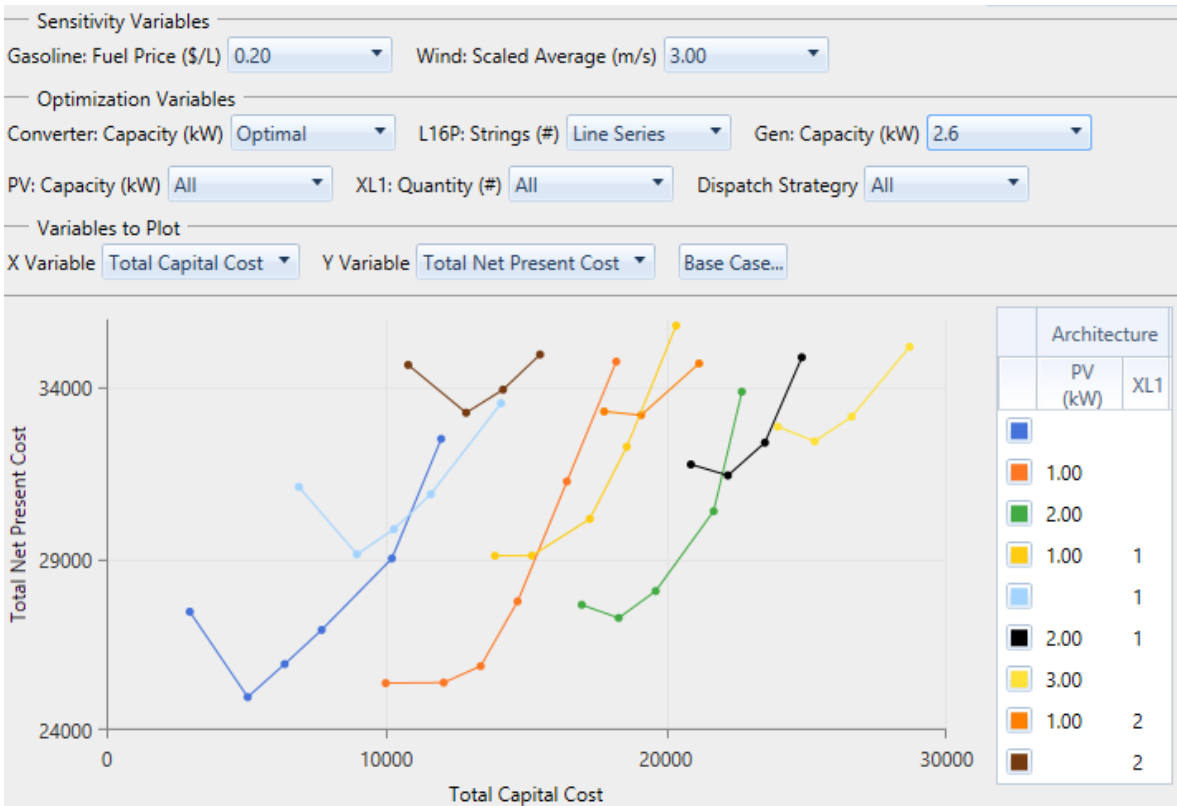 Sensitivity Variables
Gasoline: Fuel Price ($/L) 0.20 Wind: Scaled Average (m/s) 3.00
Optimization Variables
Converter: Capacity (kW) Optimal L16P: Strings (#) Line Series Gen: Capacity (kW) 2.6
PV: Capacity (kW) All XL1: Quantity (#) All Dispatch Strategry All
Variables to Plot
X Variable Total Capital Cost Y Variable Total Net Present Cost Base Case...
Total Net Present Cost
34000
29000
24000
0 10000 20000 30000
Total Capital Cost
Architecture
PV (kW) XL1
1.00
2.00
1.00 1
1
2.00 1
3.00
1.00 2
2